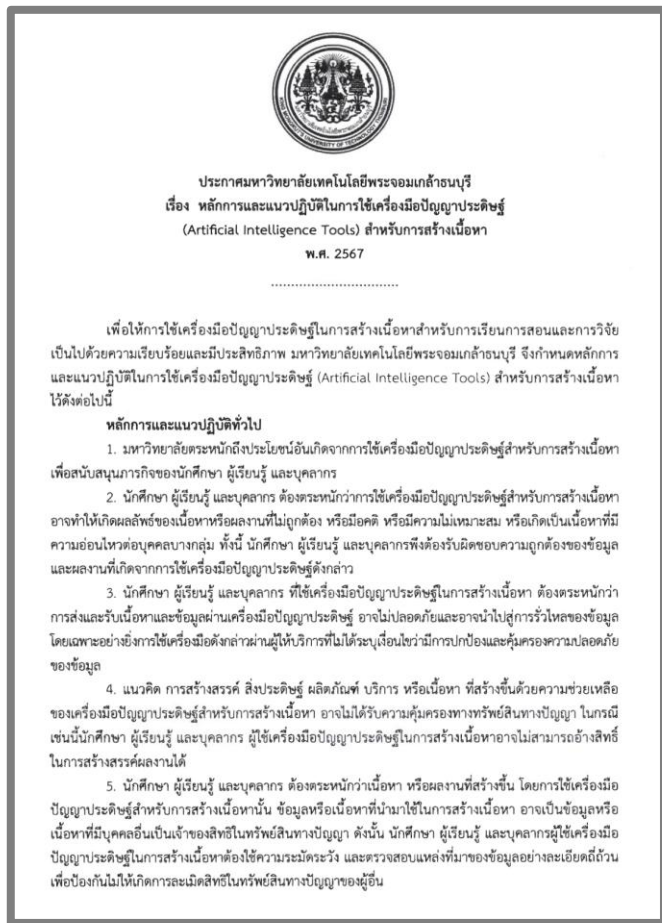 ประกาศมหาวิทยาลัยเทคโนโลยีพระจอมเกล้าธนบุรี
เรื่อง หลักการและแนวปฏิบัติในการใช้เครื่องมือปัญญาประดิษฐ์
(Artificial Intelligence Tools) สำหรับการสร้างเนื้อหา
พ.ศ. 2567
................................
เพื่อให้การใช้เครื่องมือปัญญาประดิษฐ์ในการสร้างเนื้อหาสำหรับการเรียนการสอนและการวิจัย
เป็นไปด้วยความเรียบร้อยและมีประสิทธิภาพ มหาวิทยาลัยเทคโนโลยีพระจอมเกล้าธนบุรี จึงกำหนดหลักการ
และแนวปฏิบัติในการใช้เครื่องมือปัญญาประดิษฐ์ (Artificial Intelligence Tools) สำหรับการสร้างเนื้อหา
ไว้ดังต่อไปนี้
หลักการและแนวปฏิบัติทั่วไป
1. มหาวิทยาลัยตระหนักถึงประโยชน์อันเกิดจากการใช้เครื่องมือปัญญาประดิษฐ์สำหรับการสร้างเนื้อหา
เพื่อสนับสนุนภารกิจของนักศึกษา ผู้เรียนรู้ และบุคลากร
2. นักศึกษา ผู้เรียนรู้ และบุคลากร ต้องตระหนักว่าการใช้เครื่องมือปัญญาประดิษฐ์สำหรับการสร้างเนื้อหา
อาจทำให้เกิดผลลัพธ์ของเนื้อหาหรือผลงานที่ไม่ถูกต้อง หรือมีอคติ หรือมีความไม่เหมาะสม หรือเกิดเป็นเนื้อหาที่มี
ความอ่อนไหวต่อบุคคลบางกลุ่ม ทั้งนี้ นักศึกษา ผู้เรียนรู้ และบุคลากรพึงต้องรับผิดชอบความถูกต้องของข้อมูล
และผลงานที่เกิดจากการใช้เครื่องมือปัญญาประดิษฐ์ดังกล่าว
3. นักศึกษา ผู้เรียนรู้ และบุคลากร ที่ใช้เครื่องมือปัญญาประดิษฐ์ในการสร้างเนื้อหา ต้องตระหนักว่า
การส่งและรับเนื้อหาและข้อมูลผ่านเครื่องมือปัญญาประดิษฐ์ อาจไม่ปลอดภัยและอาจนำไปสู่การรั่วไหลของข้อมูล
โดยเฉพาะอย่างยิ่งการใช้เครื่องมือดังกล่าวผ่านผู้ให้บริการที่ไม่ได้ระบุเงื่อนไขว่ามีการปกป้องและคุ้มครองความปลอดภัย
ของข้อมูล
4. แนวคิด การสร้างสรรค์ สิ่งประดิษฐ์ ผลิตภัณฑ์ บริการ หรือเนื้อหา ที่สร้างขึ้นด้วยความช่วยเหลือ
ของเครื่องมือปัญญาประดิษฐ์สำหรับการสร้างเนื้อหา อาจไม่ได้รับความคุ้มครองทางทรัพย์สินทางปัญญา ในกรณี
เช่นนี้นักศึกษา ผู้เรียนรู้ และบุคลากร ผู้ใช้เครื่องมือปัญญาประดิษฐ์ในการสร้างเนื้อหาอาจไม่สามารถอ้างสิทธิ์
ในการสร้างสรรค์ผลงานได้
5. นักศึกษา ผู้เรียนรู้ และบุคลากร ต้องตระหนักว่าเนื้อหา หรือผลงานที่สร้างขึ้น โดยการใช้เครื่องมือ
ปัญญาประดิษฐ์สำหรับการสร้างเนื้อหานั้น ข้อมูลหรือเนื้อหาที่นำมาใช้ในการสร้างเนื้อหา อาจเป็นข้อมูลหรือ
เนื้อหาที่มีบุคคลอื่นเป็นเจ้าของสิทธิในทรัพย์สินทางปัญญา ดังนั้น นักศึกษา ผู้เรียนรู้ และบุคลากรผู้ใช้เครื่องมือ
ปัญญาประดิษฐ์ในการสร้างเนื้อหาต้องใช้ความระมัดระวัง และตรวจสอบแหล่งที่มาของข้อมูลอย่างละเอียดถี่ถ้วน
เพื่อป้องกันไม่ให้เกิดการละเมิดสิทธิในทรัพย์สินทางปัญญาของผู้อื่น